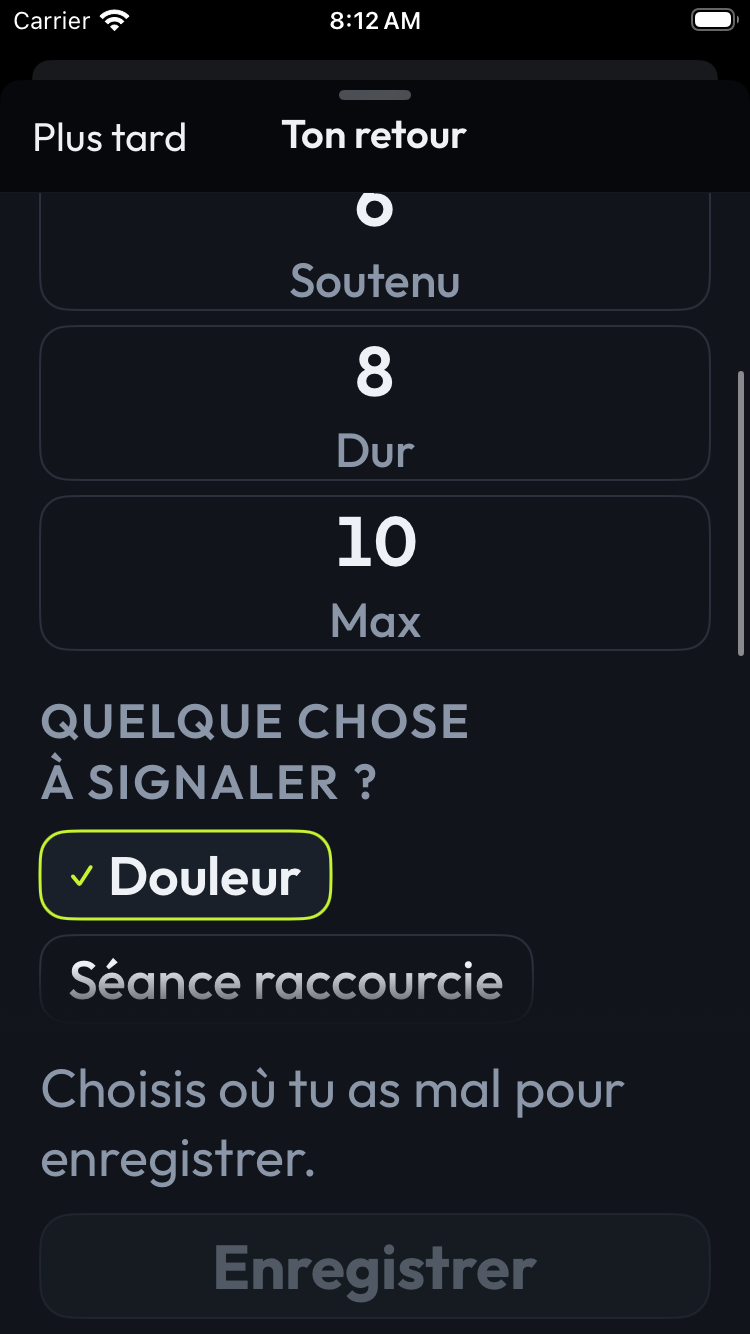 Carrier
8:12 AM
Plus tard
Ton retour
6
Soutenu
8
Dur
10
Max
QUELQUE CHOSE
À SIGNALER ?
Douleur
Séance raccourcie
Choisis où tu as mal pour
enregistrer.
Enregistrer